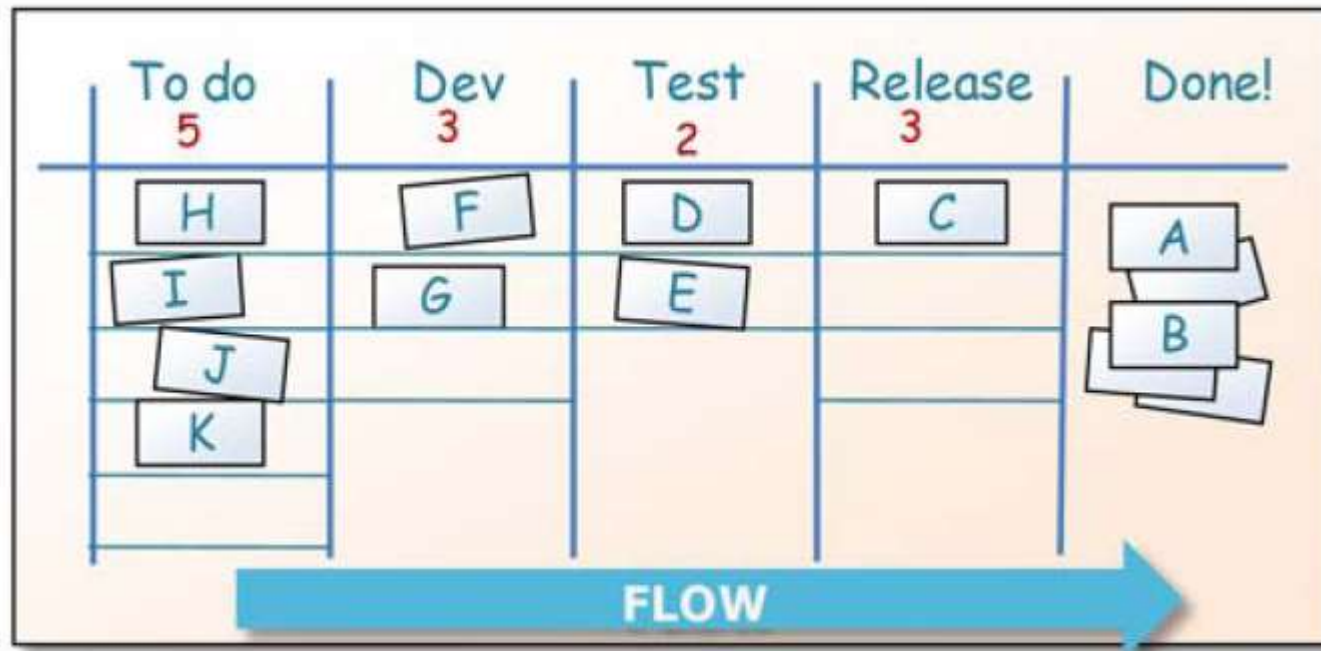 To do Dev Test Release Done!
5 3 2 3
H F D C A
I G E
J B
K
FLOW